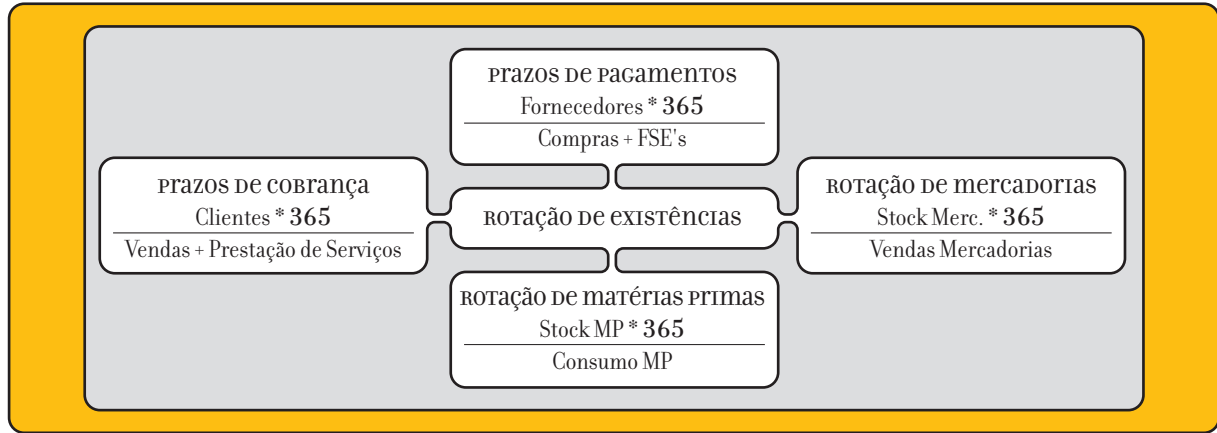 Prazos de Pagamentos
Fornecedores * 365
Compras + FSE's
Prazos de cobrança
Clientes * 365
Vendas + Prestação de Serviços
Rotação de existências
Rotação de mercadorias
Stock Merc. * 365
Vendas Mercadorias
Rotação de matérias primas
Stock MP * 365
Consumo MP